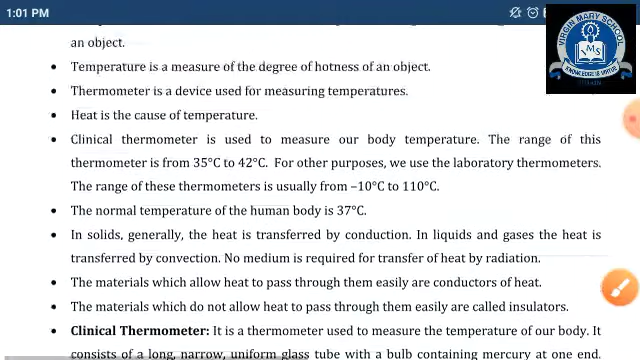 1:01 PM
an object.
• Temperature is a measure of the degree of hotness of an object.
• Thermometer is a device used for measuring temperatures.
• Heat is the cause of temperature.
• Clinical thermometer is used to measure our body temperature. The range of this
thermometer is from 35°C to 42°C. For other purposes, we use the laboratory thermometers.
The range of these thermometers is usually from –10°C to 110°C.
• The normal temperature of the human body is 37°C.
• In solids, generally, the heat is transferred by conduction. In liquids and gases the heat is
transferred by convection. No medium is required for transfer of heat by radiation.
• The materials which allow heat to pass through them easily are conductors of heat.
• The materials which do not allow heat to pass through them easily are called insulators.
• Clinical Thermometer: It is a thermometer used to measure the temperature of our body. It
consists of a long, narrow, uniform glass tube with a bulb containing mercury at one end.
VIRGIN MARY SCHOOL
VMS
KNOWLEDGE IS VIRTUE